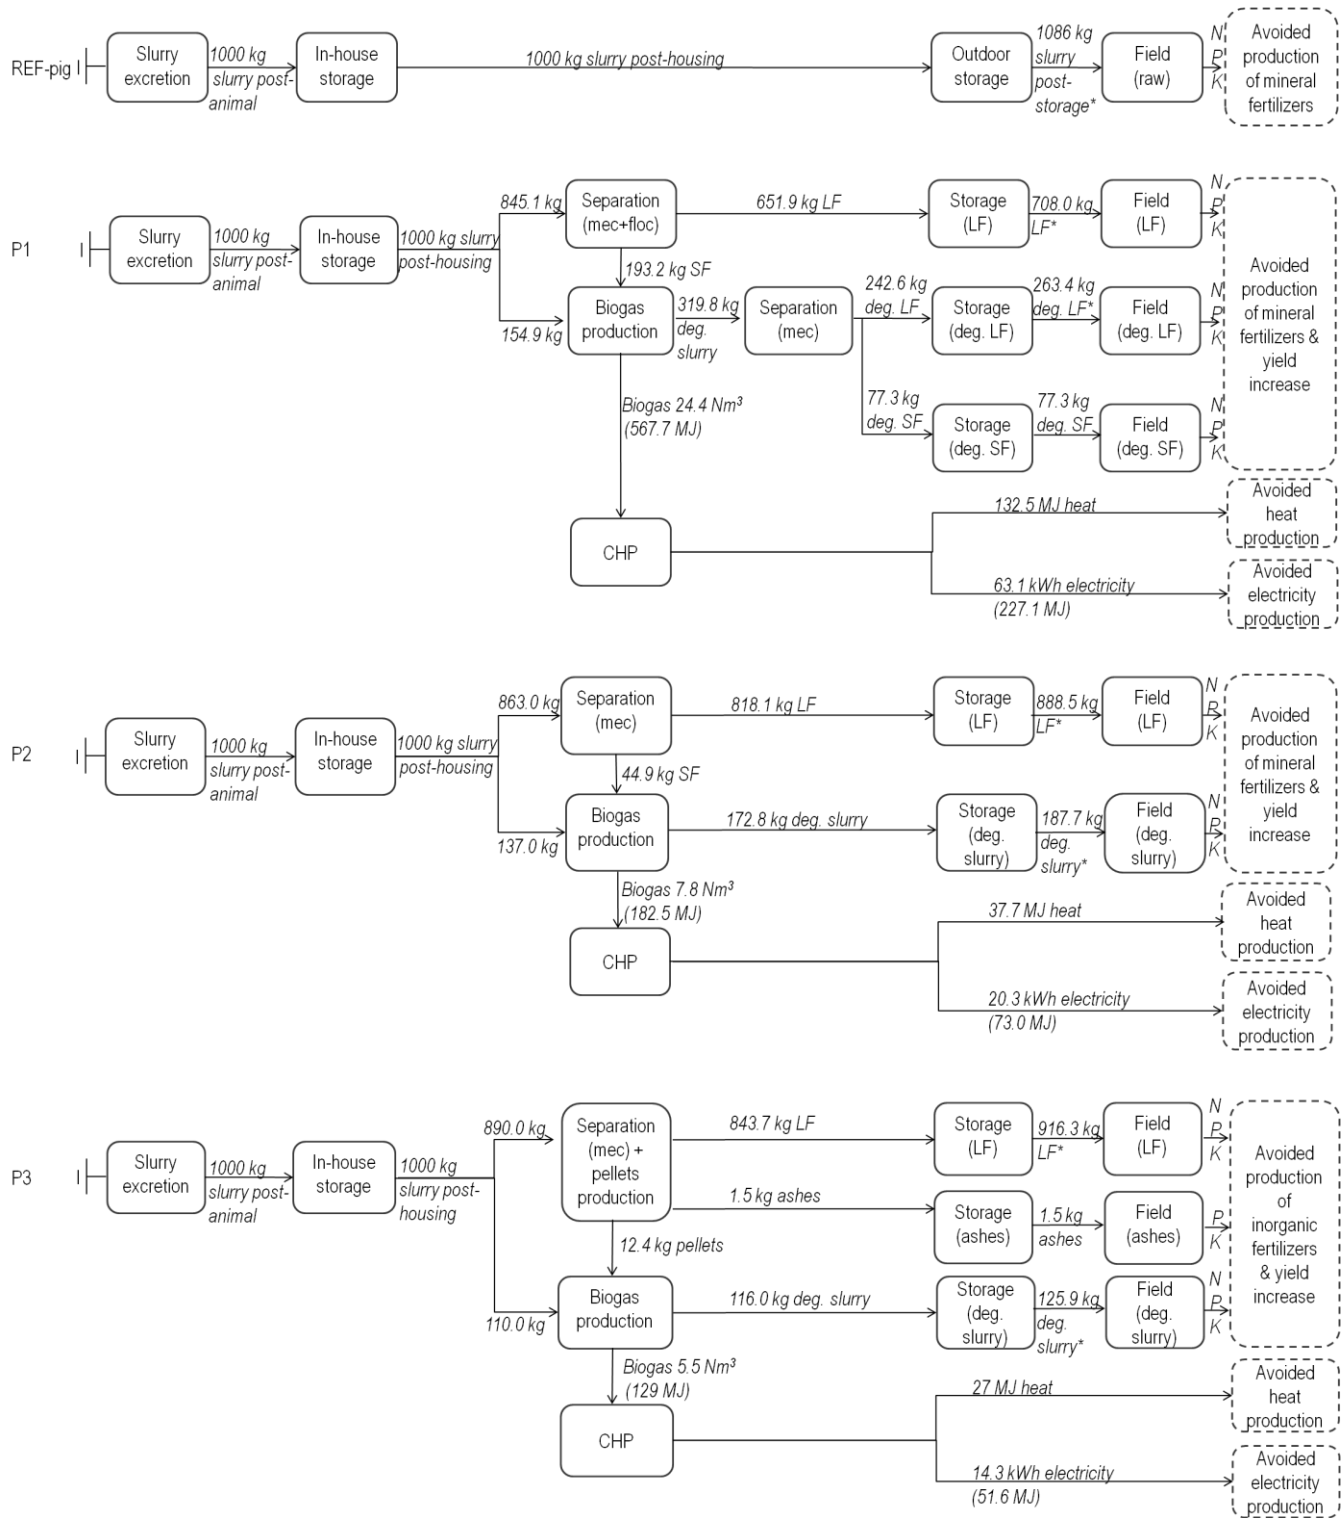 REF-pig
Slurry
excretion
1000 kg
slurry post-
animal
In-house
storage
1000 kg slurry post-housing
Outdoor
storage
1086 kg
slurry
post-
storage*
Field
(raw)
N
P
K
Avoided
production
of mineral
fertilizers
P1
Slurry
excretion
1000 kg
slurry post-
animal
In-house
storage
1000 kg slurry
post-housing
845.1 kg
154.9 kg
Separation
(mec+floc)
651.9 kg LF
Storage
(LF)
708.0 kg
LF*
Field
(LF)
N
P
K
193.2 kg SF
Biogas
production
319.8 kg
deg.
slurry
Separation
(mec)
242.6 kg
deg. LF
Storage
(deg. LF)
263.4 kg
deg. LF*
Field
(deg. LF)
N
P
K
77.3 kg
deg. SF
Storage
(deg. SF)
77.3 kg
deg. SF
Field
(deg. SF)
N
P
K
Avoided
production
of mineral
fertilizers &
yield
increase
Biogas 24.4 Nm³
(567.7 MJ)
CHP
132.5 MJ heat
Avoided
heat
production
63.1 kWh electricity
(227.1 MJ)
Avoided
electricity
production
P2
Slurry
excretion
1000 kg
slurry post-
animal
In-house
storage
1000 kg slurry
post-housing
863.0 kg
137.0 kg
Separation
(mec)
818.1 kg LF
Storage
(LF)
888.5 kg
LF*
Field
(LF)
N
P
K
44.9 kg SF
Biogas
production
172.8 kg deg. slurry
Storage
(deg.
slurry)
187.7 kg
deg.
slurry*
Field
(deg.
slurry)
N
P
K
Avoided
production
of mineral
fertilizers &
yield
increase
Biogas 7.8 Nm³
(182.5 MJ)
CHP
37.7 MJ heat
Avoided
heat
production
20.3 kWh electricity
(73.0 MJ)
Avoided
electricity
production
P3
Slurry
excretion
1000 kg
slurry post-
animal
In-house
storage
1000 kg
slurry post-
housing
890.0 kg
110.0 kg
Separation
(mec) +
pellets
production
843.7 kg LF
Storage
(LF)
916.3 kg
LF*
Field
(LF)
N
P
K
1.5 kg ashes
Storage
(ashes)
1.5 kg
ashes
Field
(ashes)
P
K
12.4 kg pellets
Biogas
production
116.0 kg deg. slurry
Storage
(deg.
slurry)
125.9 kg
deg.
slurry*
Field
(deg.
slurry)
N
P
K
Avoided
production
of
inorganic
fertilizers
& yield
increase
Biogas 5.5 Nm³
(129 MJ)
CHP
27 MJ heat
Avoided
heat
production
14.3 kWh electricity
(51.6 MJ)
Avoided
electricity
production